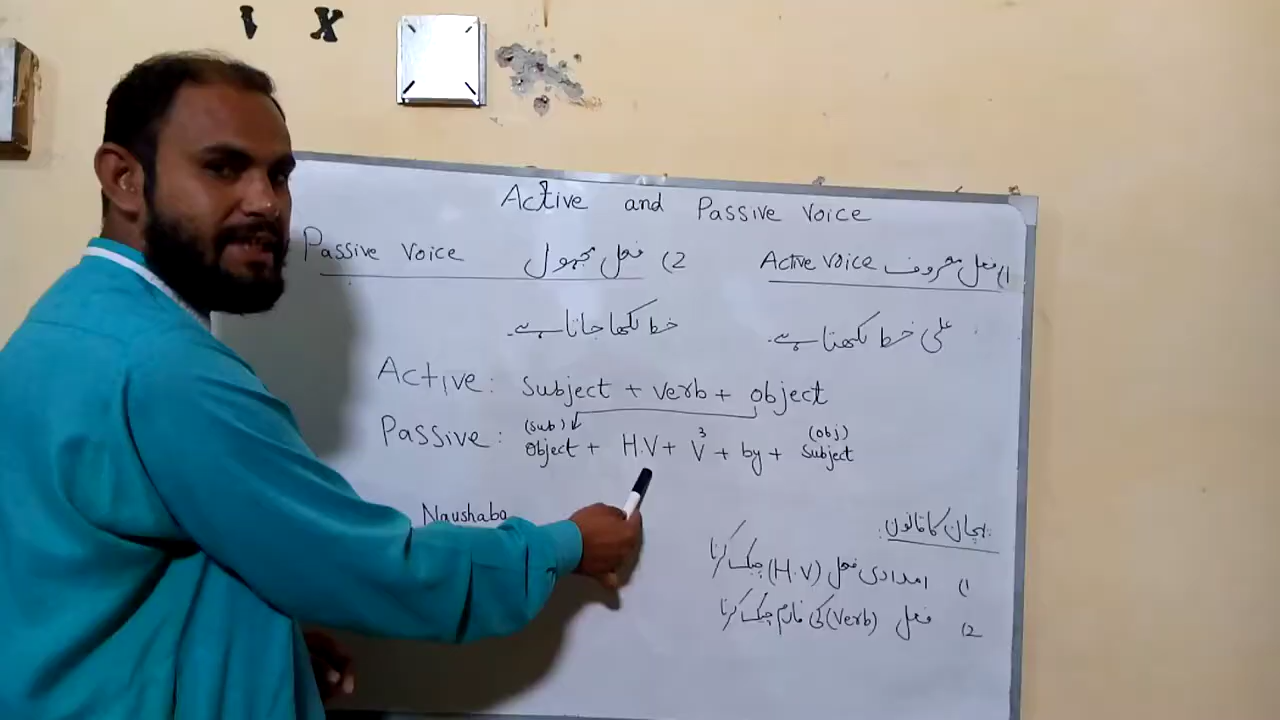 Active and Passive Voice
1) فعل معروف Active Voice
2) فعل مجہول Passive Voice
علی خط لکھتا ہے۔
خط لکھا جاتا ہے۔
Active: Subject + verb + object
(Sub) (obj)
Passive: object + H.V + V³ + by + Subject
Naushaba
پہچان کا قانون:
1) امدادی فعل (H.V) چیک کرنا
2) فعل (Verb) کی فارم چیک کرنا